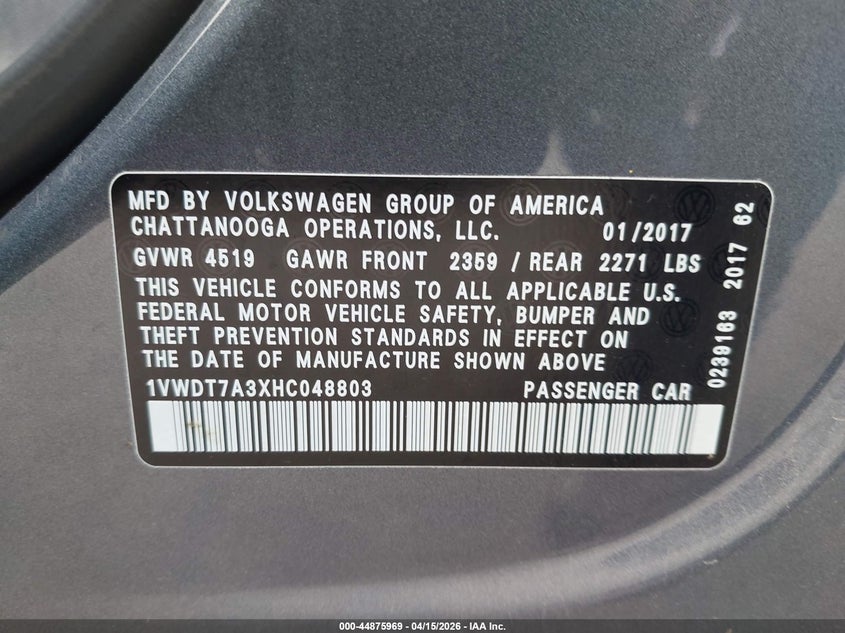 MFD BY VOLKSWAGEN GROUP OF AMERICA
CHATTANOOGA OPERATIONS, LLC. 01/2017
GVWR 4519 GAWR FRONT 2359 / REAR 2271 LBS
THIS VEHICLE CONFORMS TO ALL APPLICABLE U.S.
FEDERAL MOTOR VEHICLE SAFETY, BUMPER AND
THEFT PREVENTION STANDARDS IN EFFECT ON
THE DATE OF MANUFACTURE SHOWN ABOVE
1VWDT7A3XHC048803 PASSENGER CAR
0239163 2017 62
000-44875969 - 04/15/2026 - IAA Inc.